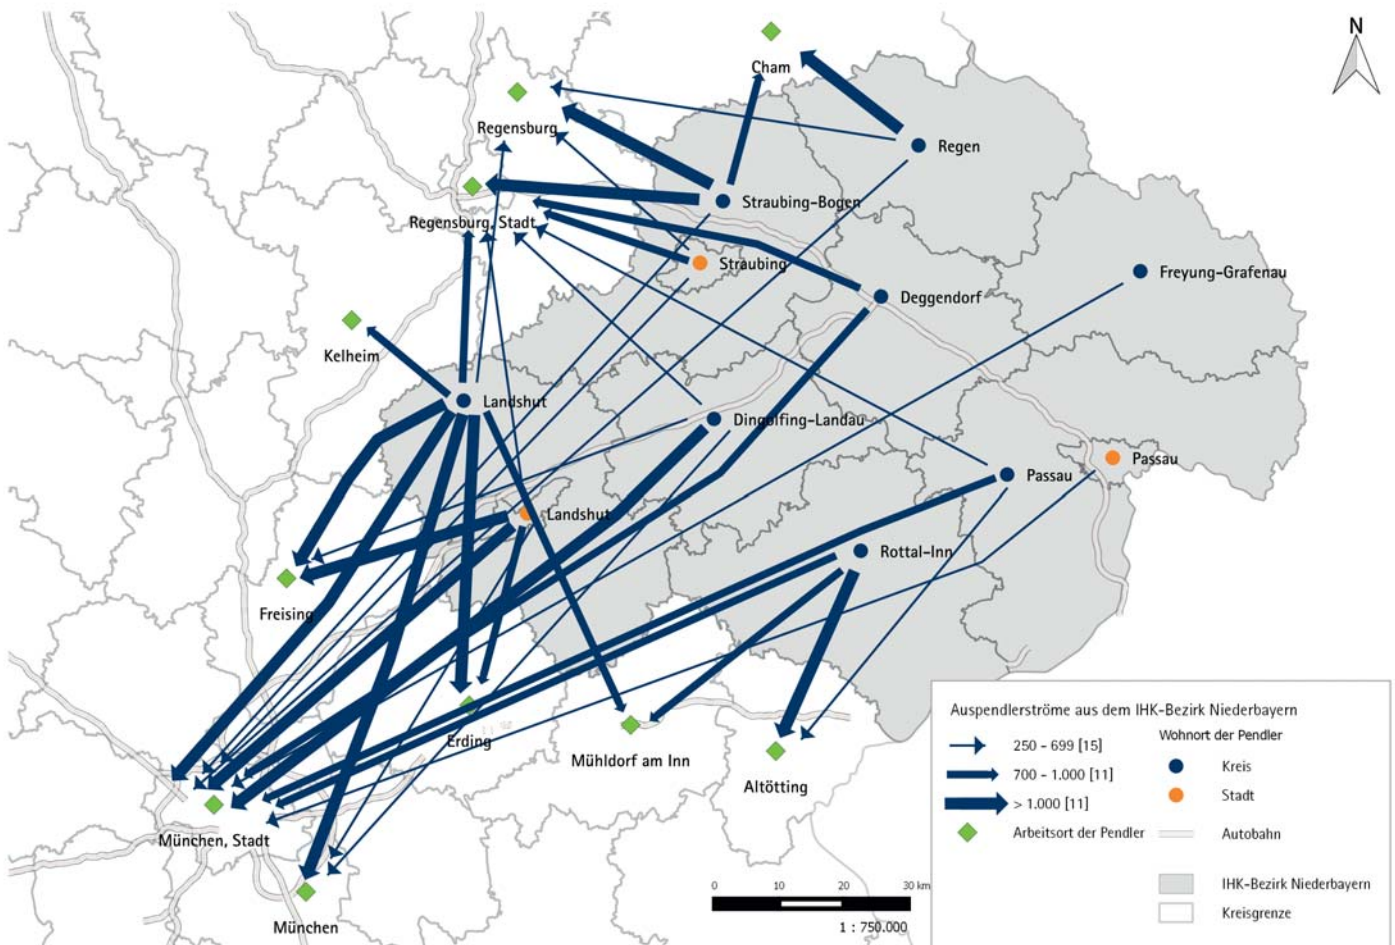 N
Cham
Regensburg
Regen
Straubing-Bogen
Regensburg, Stadt
Straubing
Freyung-Grafenau
Deggendorf
Kelheim
Landshut
Dingolfing-Landau
Passau
Passau
Landshut
Rottal-Inn
Freising
Erding
Mühldorf am Inn
Altötting
München, Stadt
München
0 10 20 30 km
1 : 750.000
Auspendlerströme aus dem IHK-Bezirk Niederbayern
250 - 699 [15]
700 - 1.000 [11]
> 1.000 [11]
Arbeitsort der Pendler
Wohnort der Pendler
Kreis
Stadt
Autobahn
IHK-Bezirk Niederbayern
Kreisgrenze